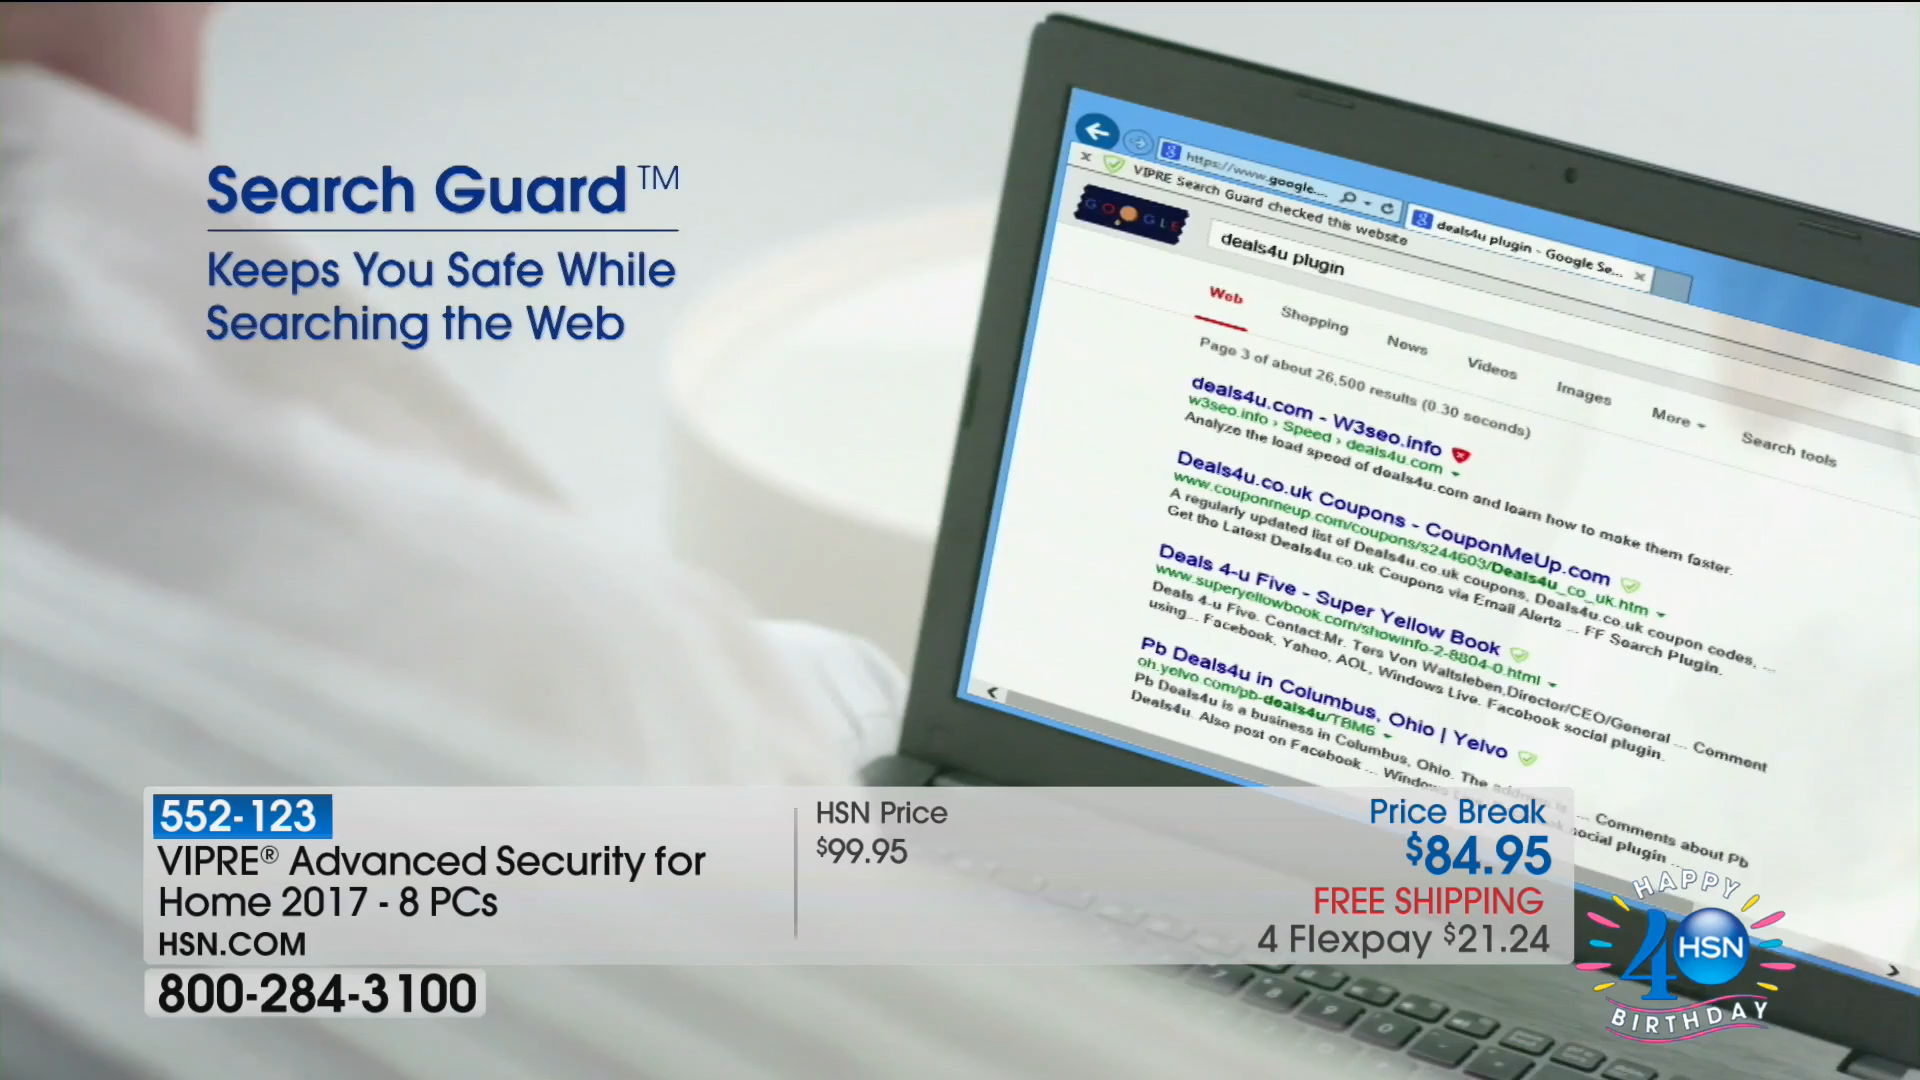 Search Guard™
Keeps You Safe While
Searching the Web
https://www.google....
deals4u plugin - Google Se...
x
VIPRE Search Guard checked this website
GOOGLE
deals4u plugin
Web Shopping News Videos Images More Search tools
Page 3 of about 26,500 results (0.30 seconds)
deals4u.com - W3seo.info
w3seo.info › Speed › deals4u.com
Analyze the load speed of deals4u.com and learn how to make them faster.
Deals4u.co.uk Coupons - CouponMeUp.com
www.couponmeup.com/coupons/s244603/Deals4u_co_uk.htm
A regularly updated list of Deals4u.co.uk coupons, Deals4u.co.uk coupon codes, ...
Get the Latest Deals4u.co.uk Coupons via Email Alerts ... FF Search Plugin.
Deals 4-u Five - Super Yellow Book
www.superyellowbook.com/showinfo-2-8804-0.html
Deals 4-u Five. Contact:Mr. Ters Von Waltsleben,Director/CEO/General ... Comment
using... Facebook, Yahoo, AOL, Windows Live. Facebook social plugin.
Pb Deals4u in Columbus, Ohio | Yelvo
oh.yelvo.com/pb-deals4u/TBM6
Pb Deals4u is a business in Columbus, Ohio. The address is ... Comments about Pb
Deals4u. Also post on Facebook ... Windows social plugin ...
552-123
VIPRE® Advanced Security for
Home 2017 - 8 PCs
HSN.COM
800-284-3100
HSN Price
$99.95
Price Break
$84.95
FREE SHIPPING
4 Flexpay $21.24
HAPPY
40
HSN
BIRTHDAY
7 8 9 0